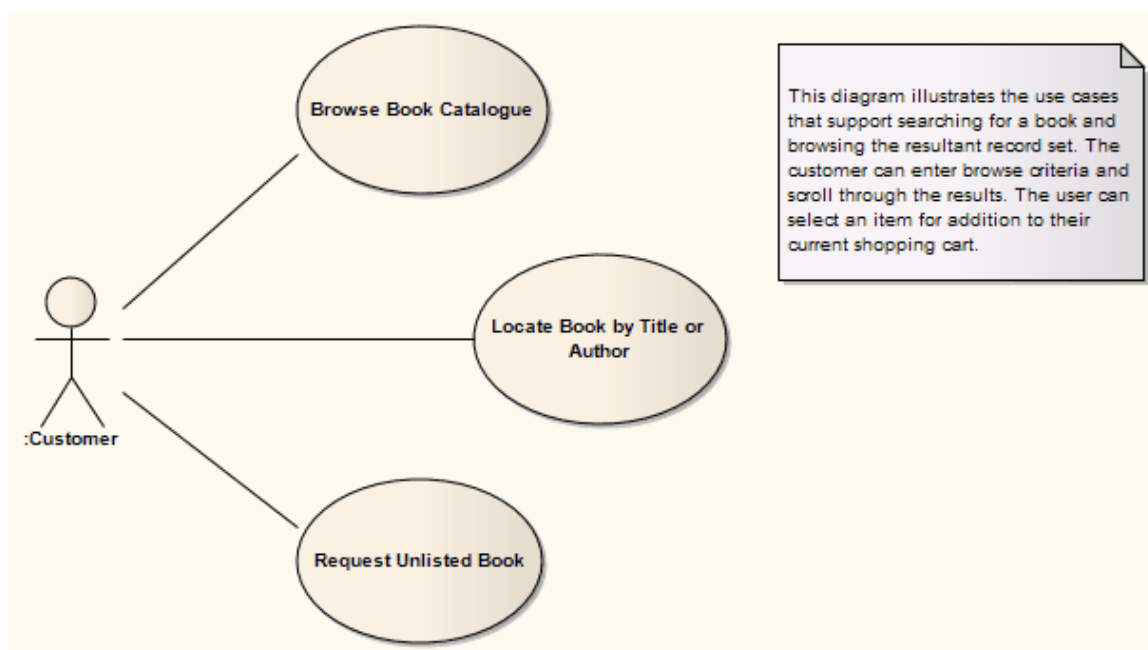 Browse Book Catalogue
This diagram illustrates the use cases
that support searching for a book and
browsing the resultant record set. The
customer can enter browse criteria and
scroll through the results. The user can
select an item for addition to their
current shopping cart.
Locate Book by Title or
Author
:Customer
Request Unlisted Book